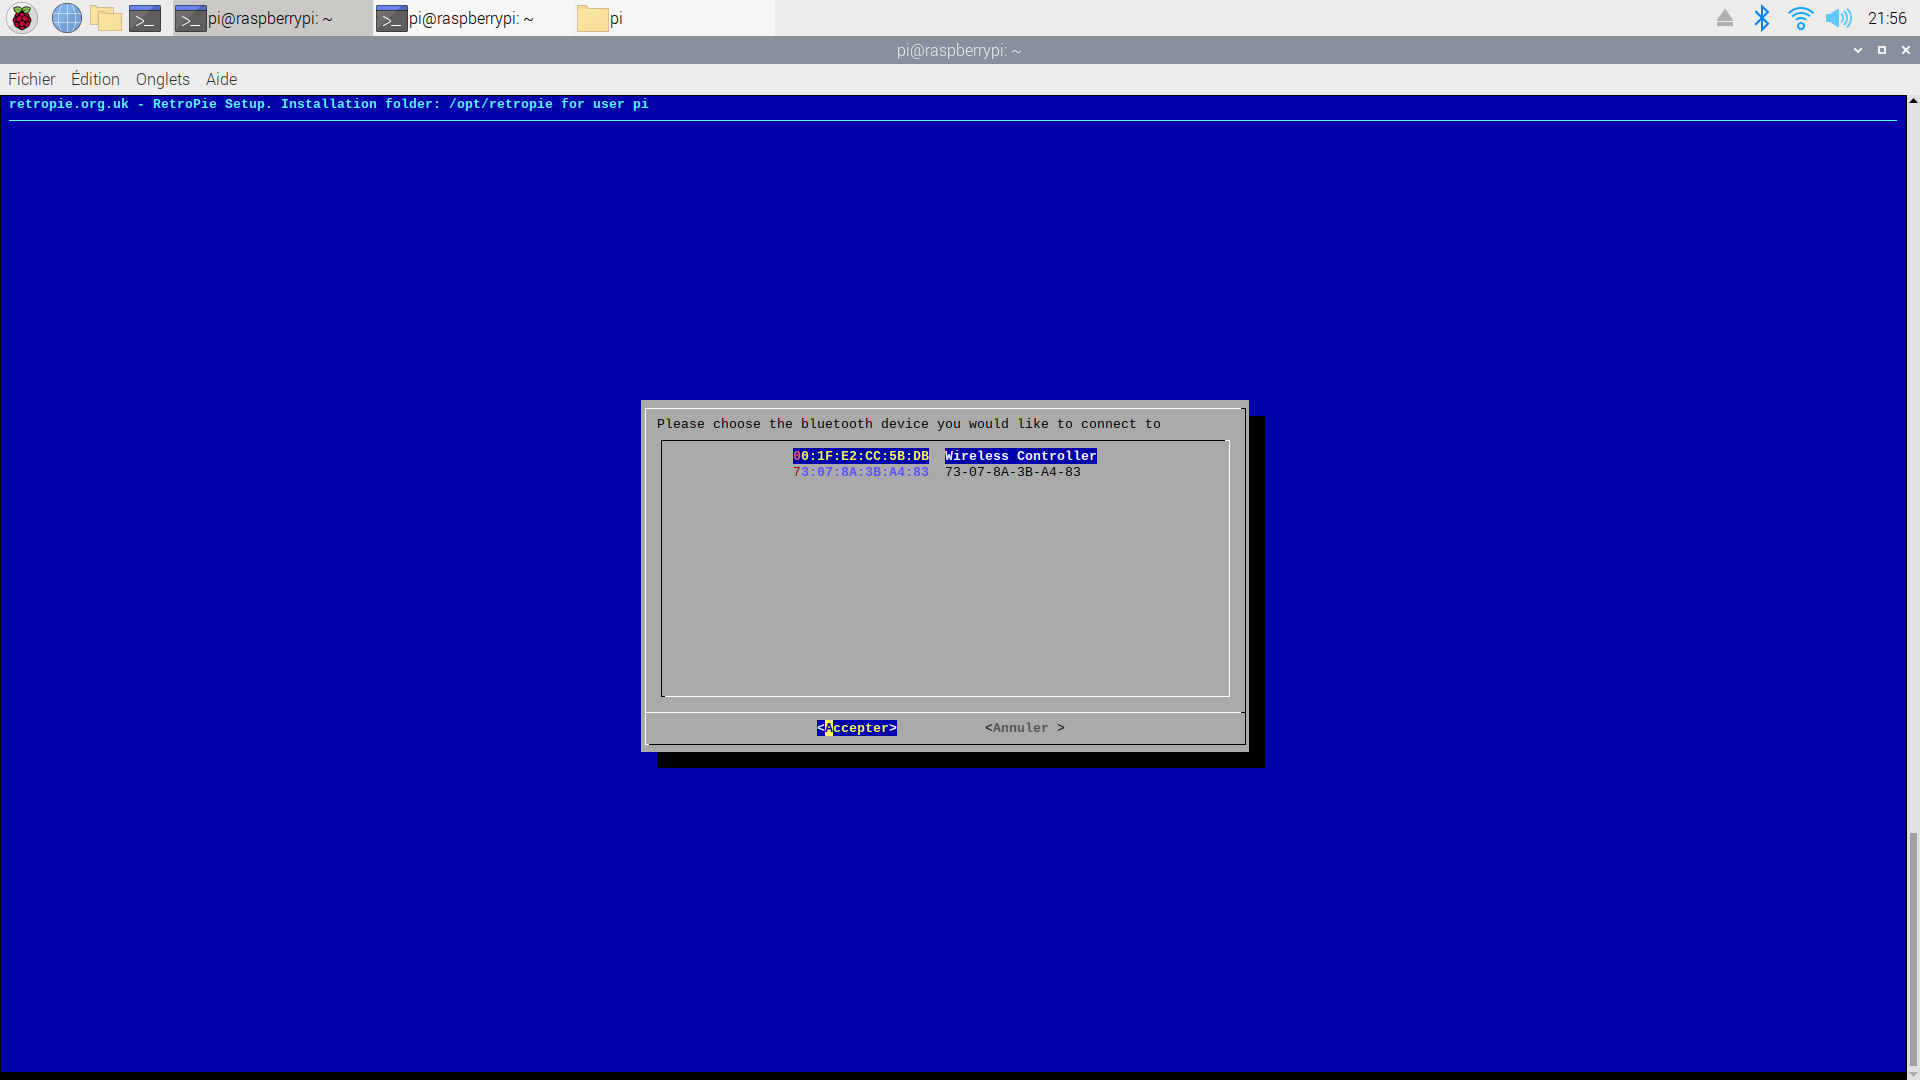 pi@raspberrypi: ~
pi@raspberrypi: ~
pi
21:56
pi@raspberrypi: ~
Fichier Édition Onglets Aide
retropie.org.uk - RetroPie Setup. Installation folder: /opt/retropie for user pi
Please choose the bluetooth device you would like to connect to
00:1F:E2:CC:5B:DB Wireless Controller
73:07:8A:3B:A4:83 73-07-8A-3B-A4-83
<Accepter> <Annuler >